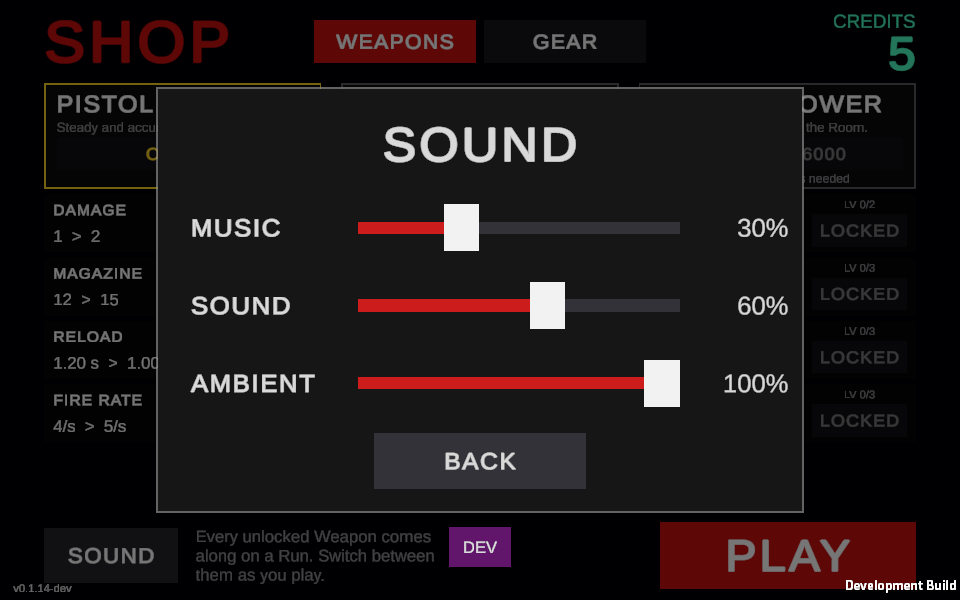 SHOP
WEAPONS
GEAR
CREDITS
5
PISTOL
Steady and accu
OWER
the Room.
6000
needed
SOUND
MUSIC
30%
SOUND
60%
AMBIENT
100%
BACK
DAMAGE
1 > 2
MAGAZINE
12 > 15
RELOAD
1.20 s > 1.00
FIRE RATE
4/s > 5/s
LV 0/2
LOCKED
LV 0/3
LOCKED
LV 0/3
LOCKED
LV 0/3
LOCKED
SOUND
Every unlocked Weapon comes
along on a Run. Switch between
them as you play.
DEV
PLAY
v0.1.14-dev
Development Build